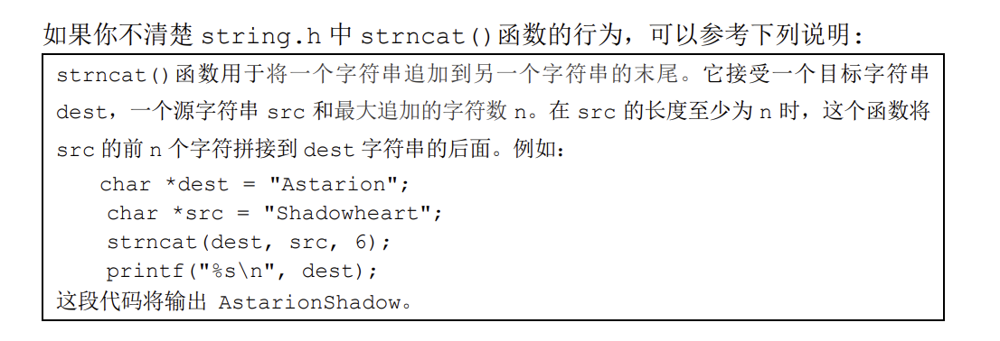 如果你不清楚 string.h 中 strncat()函数的行为，可以参考下列说明：
strncat()函数用于将一个字符串追加到另一个字符串的末尾。它接受一个目标字符串
dest，一个源字符串 src 和最大追加的字符数 n。在 src 的长度至少为 n 时，这个函数将
src 的前 n 个字符拼接到 dest 字符串的后面。例如：
char *dest = "Astarion";
char *src = "Shadowheart";
strncat(dest, src, 6);
printf("%s\n", dest);
这段代码将输出 AstarionShadow。